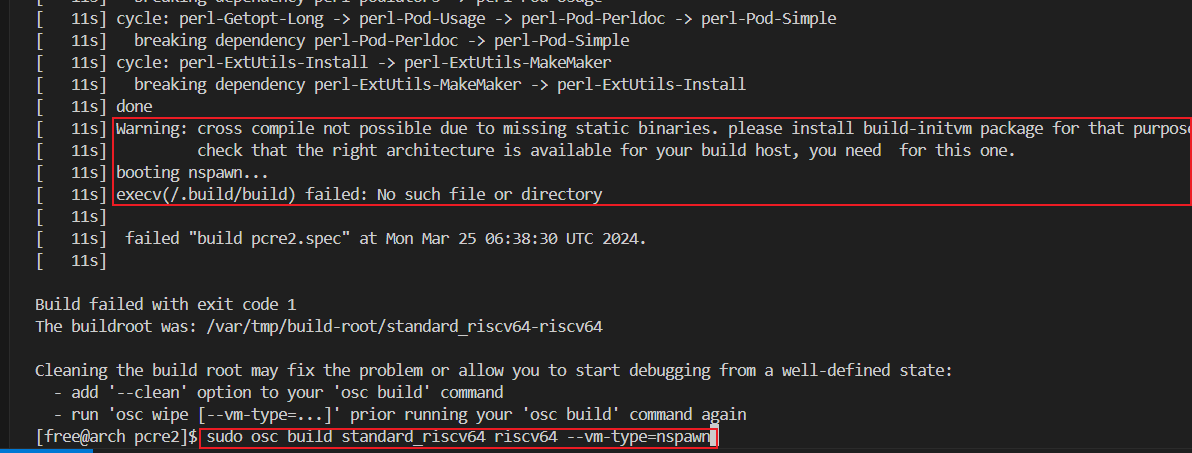 [   11s] cycle: perl-Getopt-Long -> perl-Pod-Usage -> perl-Pod-Perldoc -> perl-Pod-Simple
[   11s]   breaking dependency perl-Pod-Perldoc -> perl-Pod-Simple
[   11s] cycle: perl-ExtUtils-Install -> perl-ExtUtils-MakeMaker
[   11s]   breaking dependency perl-ExtUtils-MakeMaker -> perl-ExtUtils-Install
[   11s] done
[   11s] Warning: cross compile not possible due to missing static binaries. please install build-initvm package for that purpose
[   11s]          check that the right architecture is available for your build host, you need  for this one.
[   11s] booting nspawn...
[   11s] execv(/.build/build) failed: No such file or directory
[   11s]
[   11s]  failed "build pcre2.spec" at Mon Mar 25 06:38:30 UTC 2024.
[   11s]
Build failed with exit code 1
The buildroot was: /var/tmp/build-root/standard_riscv64-riscv64
Cleaning the build root may fix the problem or allow you to start debugging from a well-defined state:
  - add '--clean' option to your 'osc build' command
  - run 'osc wipe [--vm-type=...]' prior running your 'osc build' command again
[free@arch pcre2]$ sudo osc build standard_riscv64 riscv64 --vm-type=nspawn